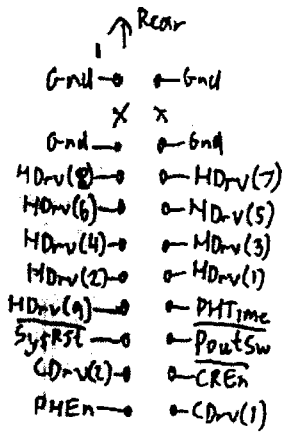 Rear
1
Gnd Gnd
x x
Gnd Gnd
HDrv(8) HDrv(7)
HDrv(6) HDrv(5)
HDrv(4) HDrv(3)
HDrv(2) HDrv(1)
HDrv(9) PHTime
SysRSt PoutSw
CDrv(2) CREn
PHEn CDrv(1)